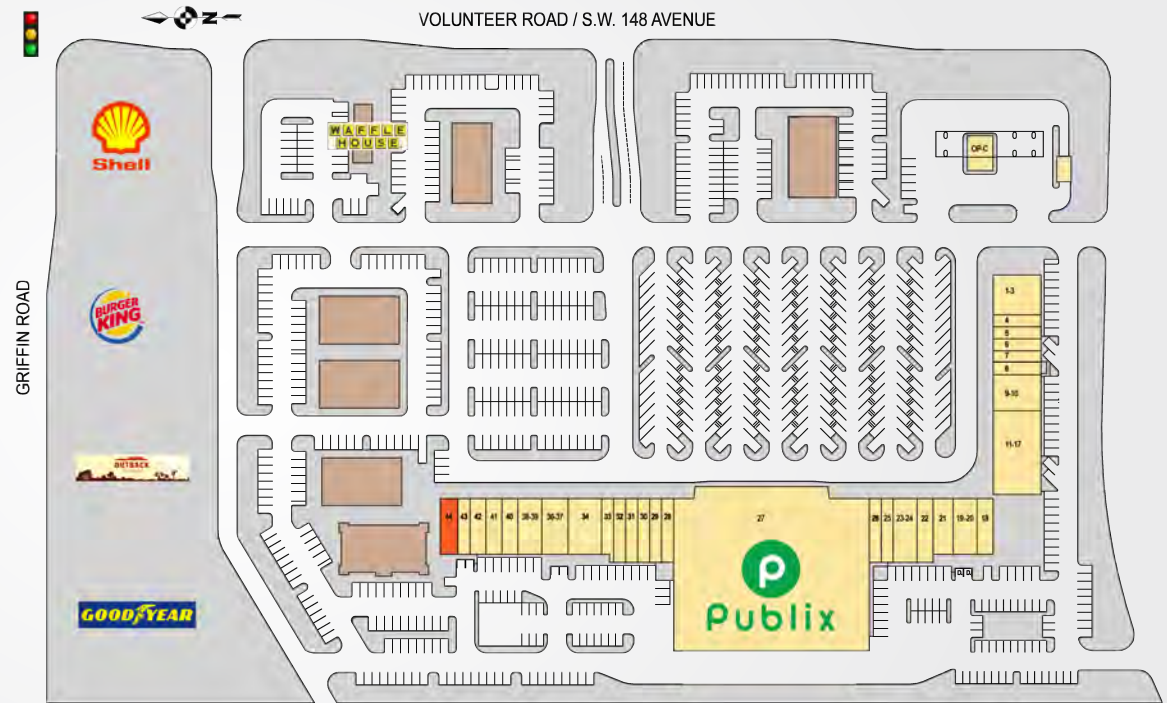 N
VOLUNTEER ROAD / S.W. 148 AVENUE
WAFFLE
HOUSE
Shell
OP-C
GRIFFIN ROAD
BURGER
KING
1-3
4
5
6
7
8
9-10
11-17
OUTBACK
44 43 42 41 40 38-39 36-37 34 33 32 31 30 29 28 27 26 25 23-24 22 21 19-20 18
GOODYEAR
Publix